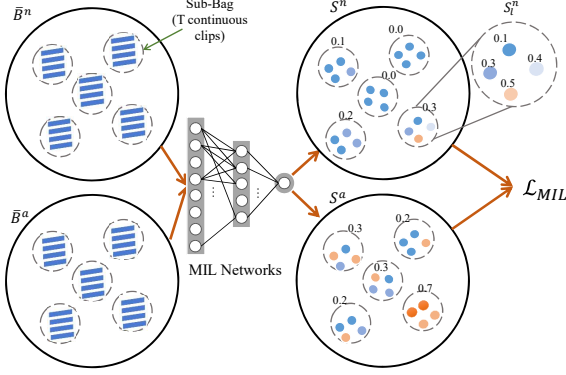 B̄ⁿ
Sub-Bag
(T continuous
clips)
Sⁿ
Sₗⁿ
0.1
0.0
0.0
0.2
0.3
0.1
0.3
0.4
0.5
MIL Networks
ℒ_MIL
B̄ᵃ
Sᵃ
0.2
0.3
0.3
0.2
0.7